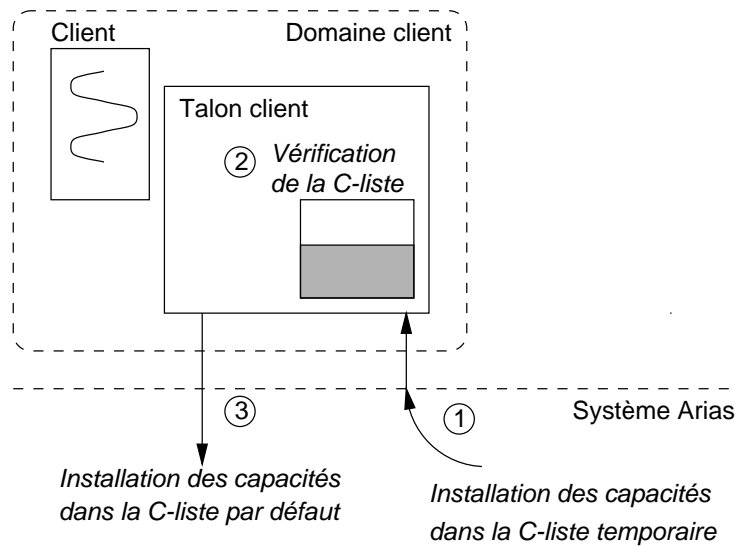 Client
Domaine client
Talon client
2
Vérification
de la C-liste
3
1
Système Arias
Installation des capacités
dans la C-liste par défaut
Installation des capacités
dans la C-liste temporaire